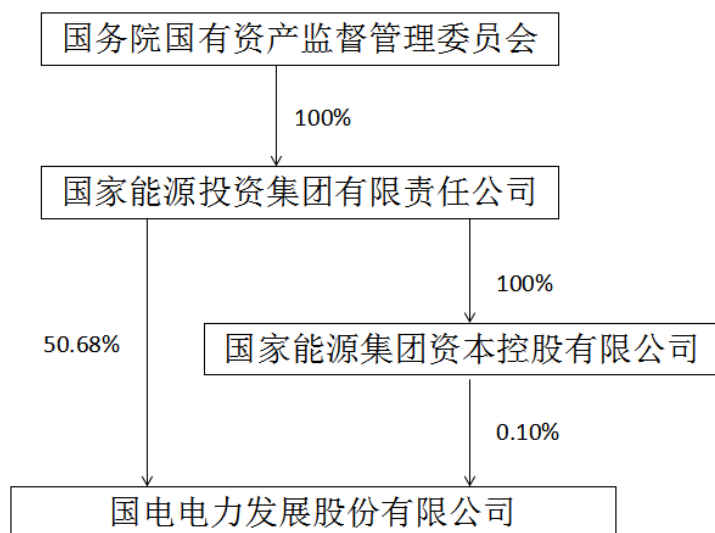 国务院国有资产监督管理委员会
100%
国家能源投资集团有限责任公司
100%
50.68%
国家能源集团资本控股有限公司
0.10%
国电电力发展股份有限公司